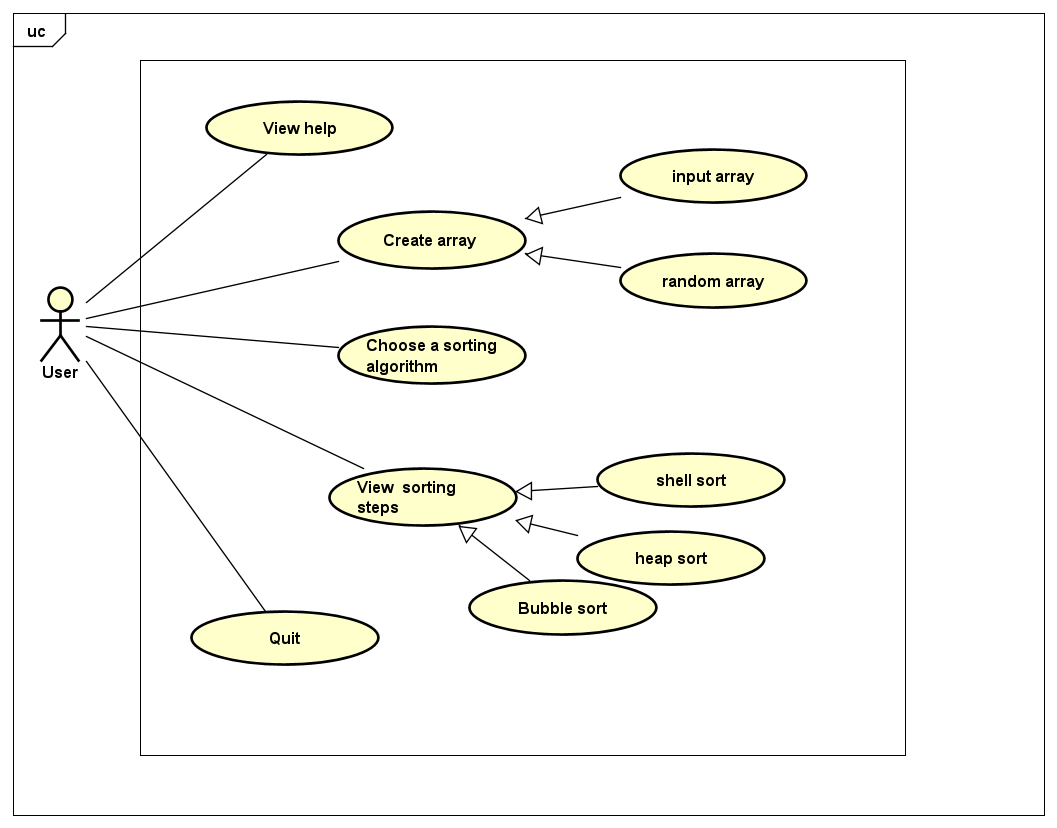 uc
View help
input array
Create array
random array
Choose a sorting
algorithm
User
shell sort
View sorting
steps
heap sort
Bubble sort
Quit